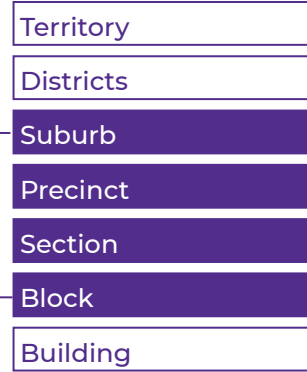 Territory
Districts
Suburb
Precinct
Section
Block
Building